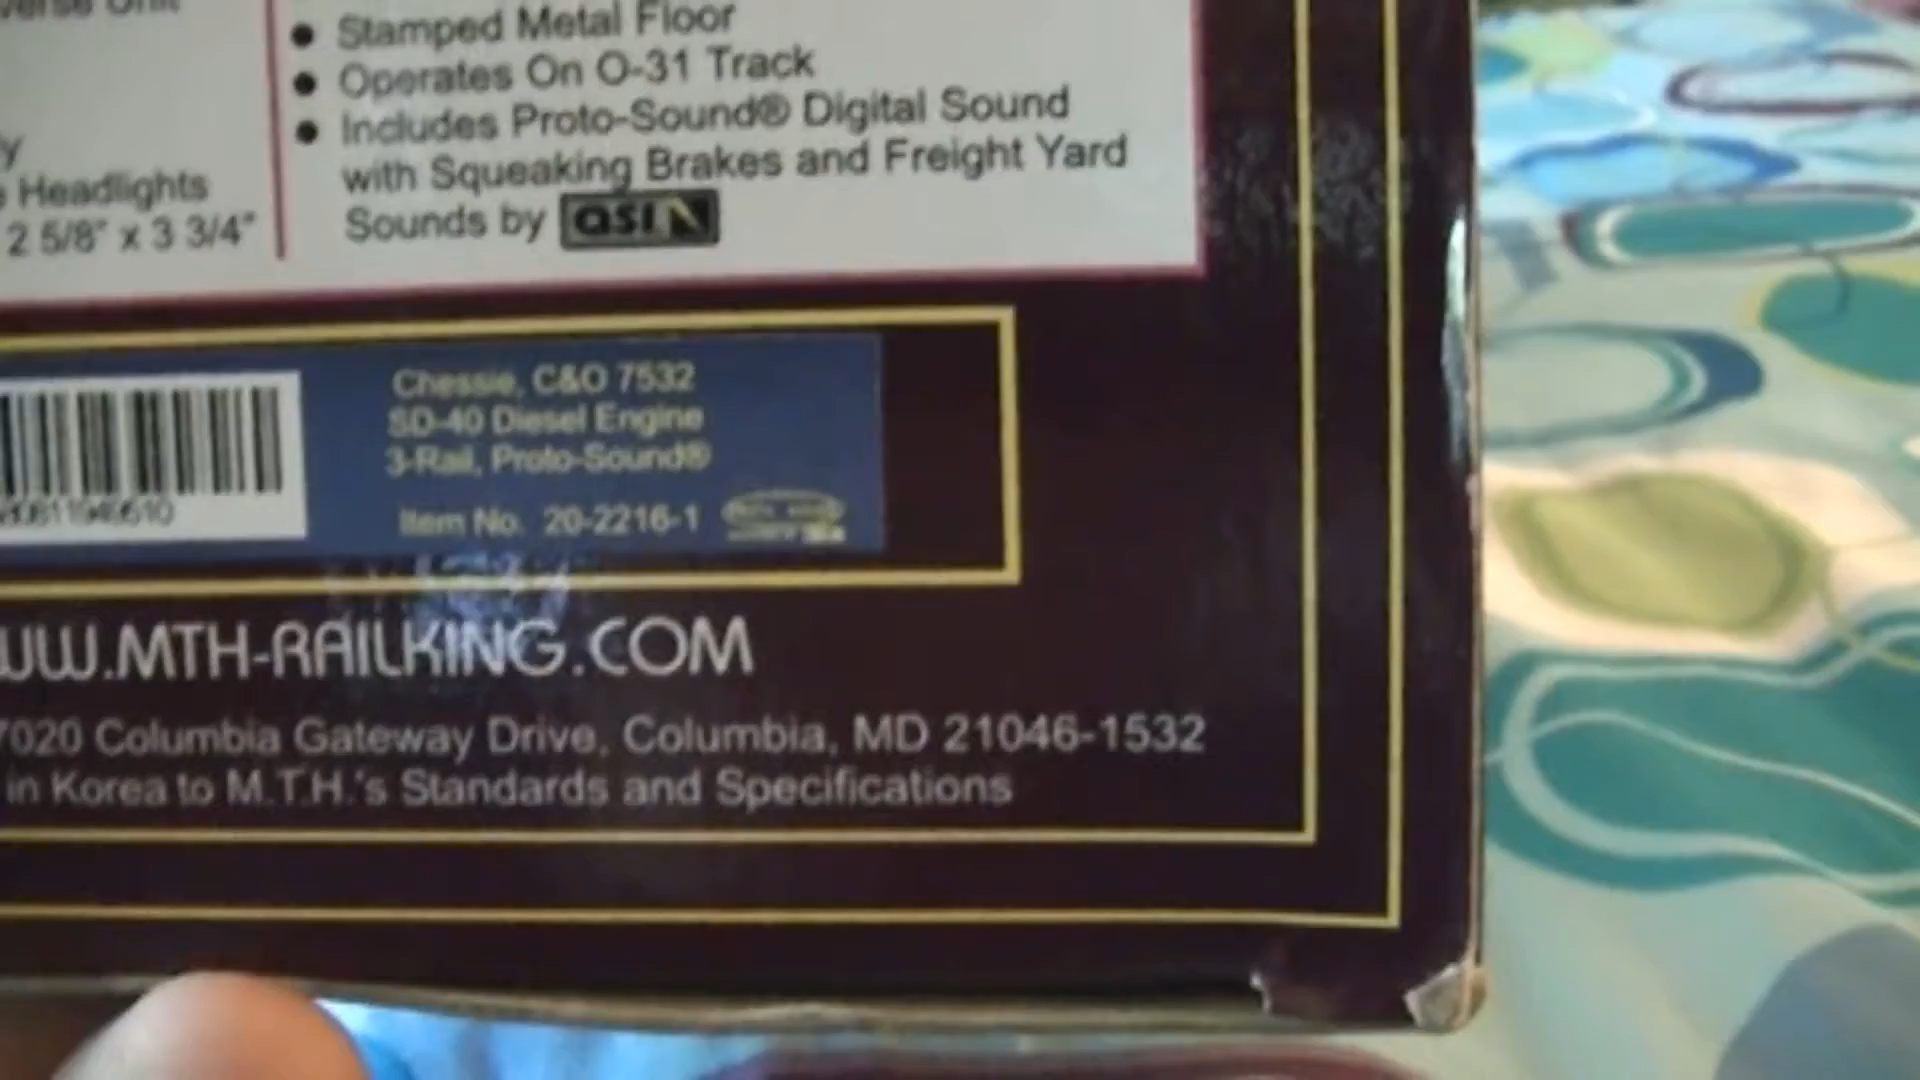 Stamped Metal Floor
Operates On O-31 Track
Includes Proto-Sound® Digital Sound
with Squeaking Brakes and Freight Yard
Sounds by QSI
Headlights
2 5/8" x 3 3/4"
Chessie, C&O 7532
SD-40 Diesel Engine
3-Rail, Proto-Sound®
Item No. 20-2216-1
WW.MTH-RAILKING.COM
7020 Columbia Gateway Drive, Columbia, MD 21046-1532
in Korea to M.T.H.'s Standards and Specifications